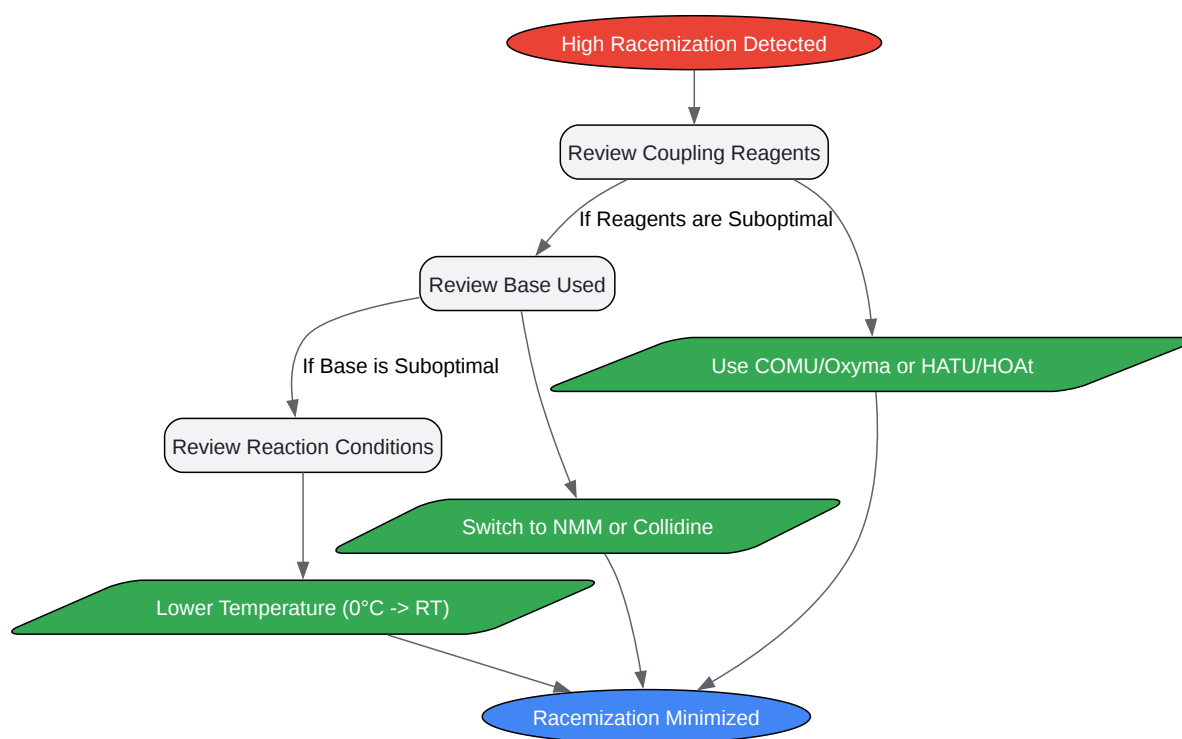 High Racemization Detected
Review Coupling Reagents
If Reagents are Suboptimal
Review Base Used
If Base is Suboptimal
Use COMU/Oxyma or HATU/HOAt
Review Reaction Conditions
Switch to NMM or Collidine
Lower Temperature (0°C -> RT)
Racemization Minimized